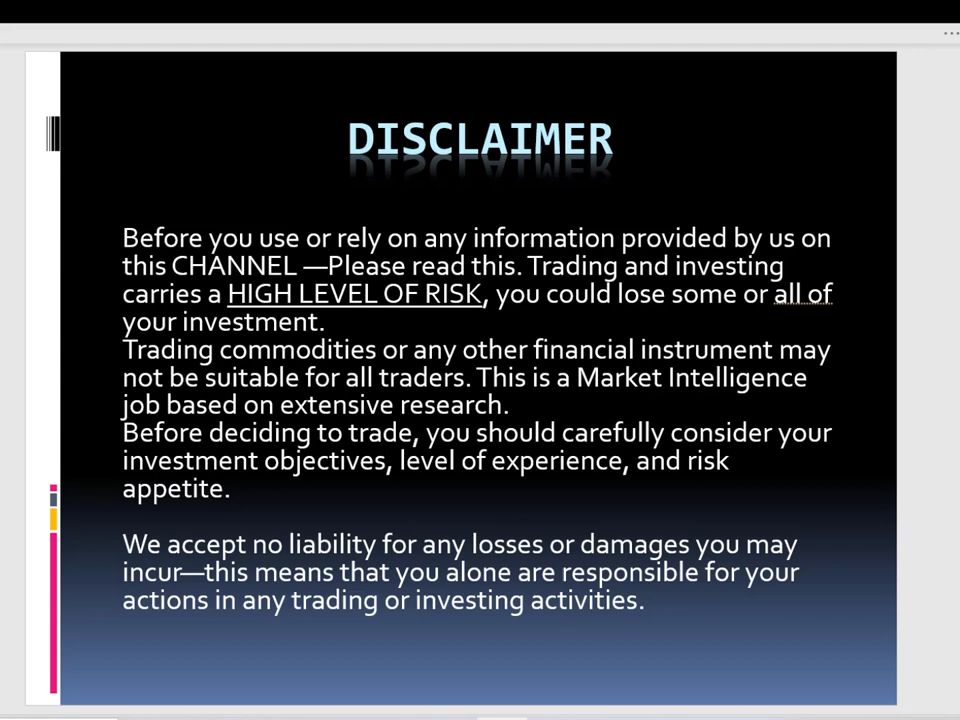 DISCLAIMER
Before you use or rely on any information provided by us on
this CHANNEL —Please read this. Trading and investing
carries a HIGH LEVEL OF RISK, you could lose some or all of
your investment.
Trading commodities or any other financial instrument may
not be suitable for all traders. This is a Market Intelligence
job based on extensive research.
Before deciding to trade, you should carefully consider your
investment objectives, level of experience, and risk
appetite.
We accept no liability for any losses or damages you may
incur—this means that you alone are responsible for your
actions in any trading or investing activities.